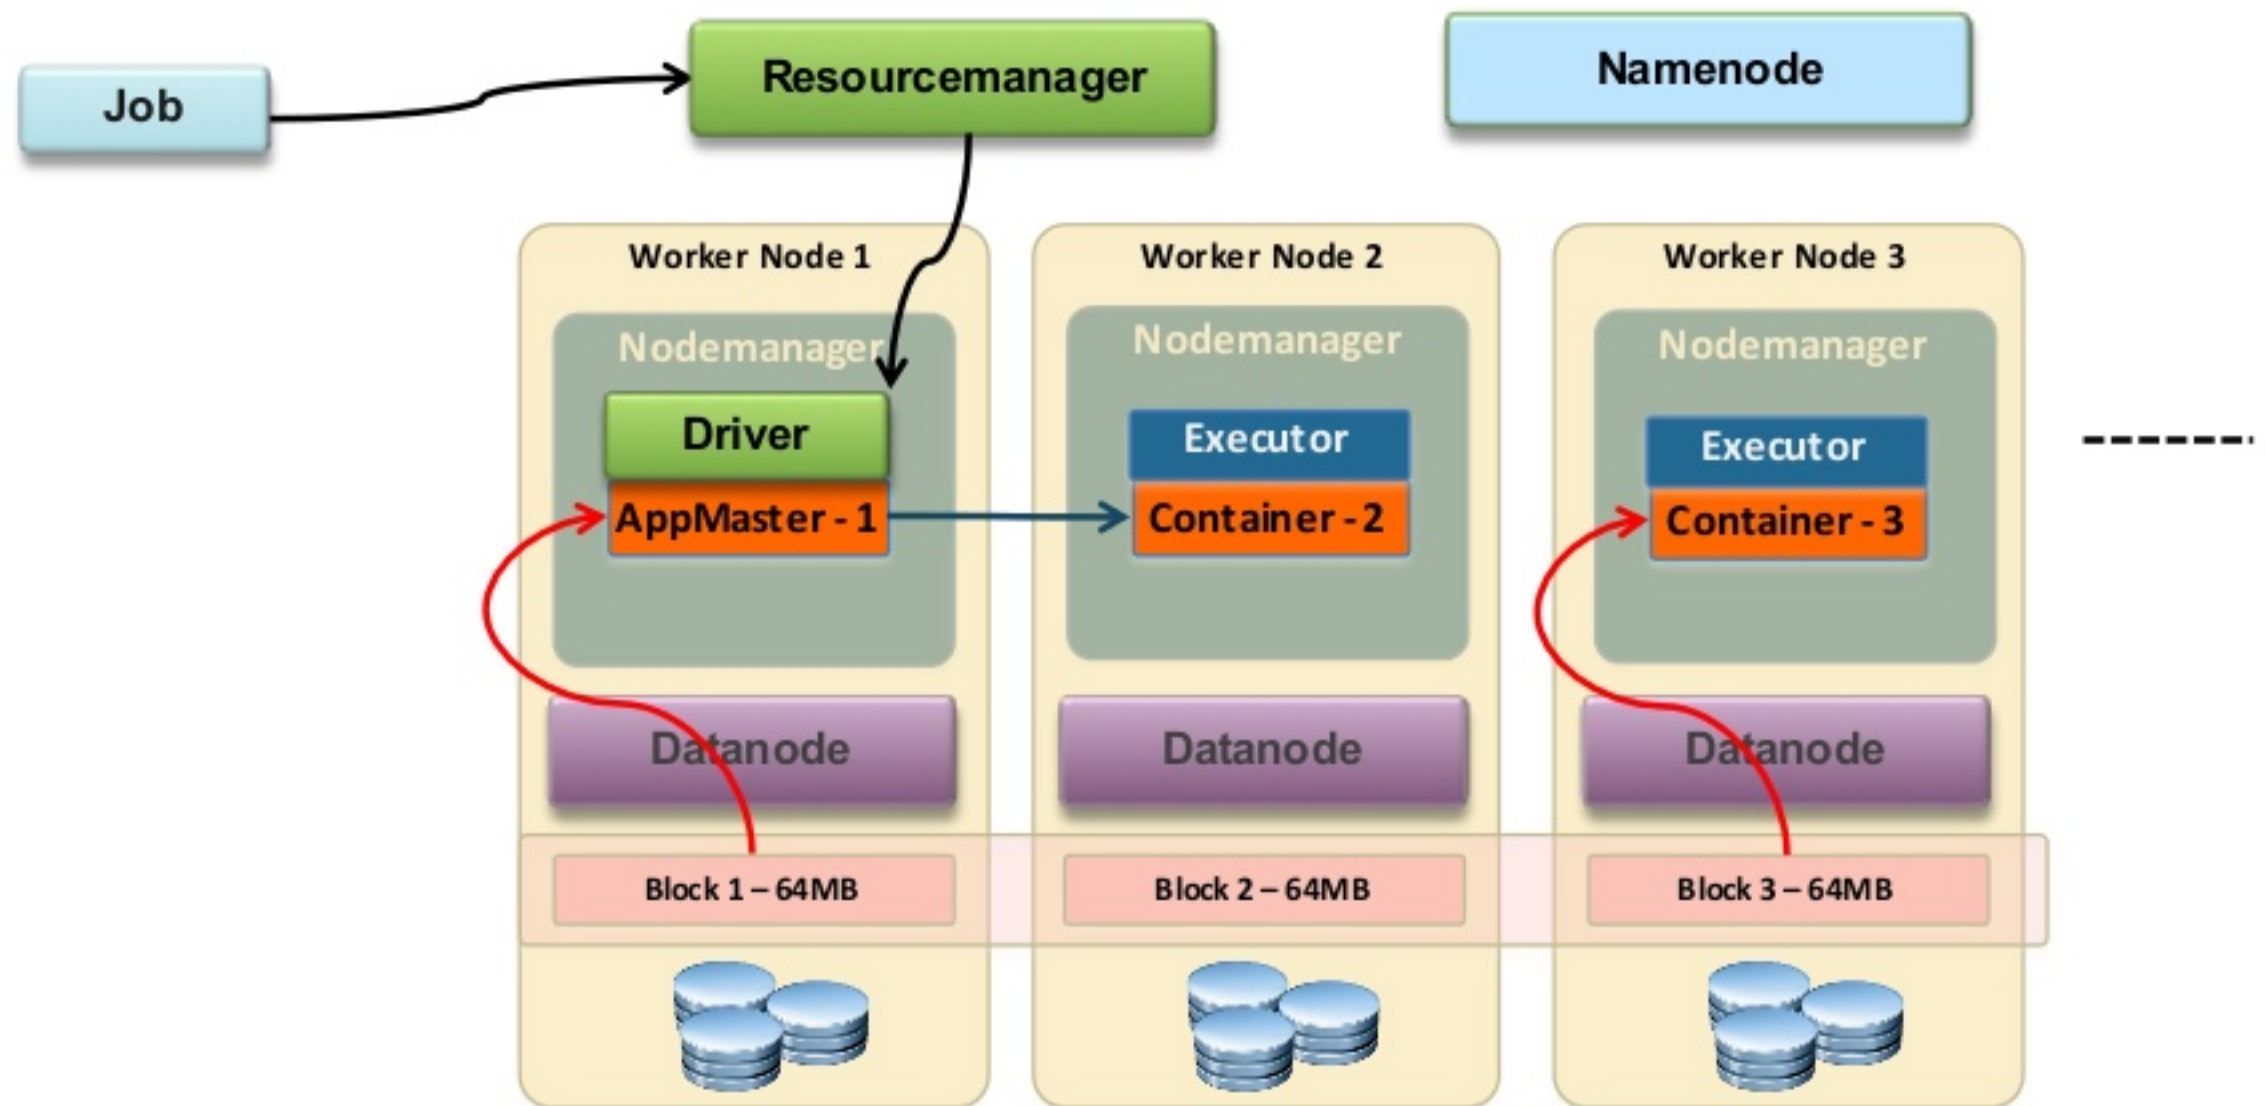 Job
Resourcemanager
Namenode
Worker Node 1
Worker Node 2
Worker Node 3
Nodemanager
Nodemanager
Nodemanager
Driver
Executor
Executor
AppMaster - 1
Container - 2
Container - 3
Datanode
Datanode
Datanode
Block 1 – 64MB
Block 2 – 64MB
Block 3 – 64MB